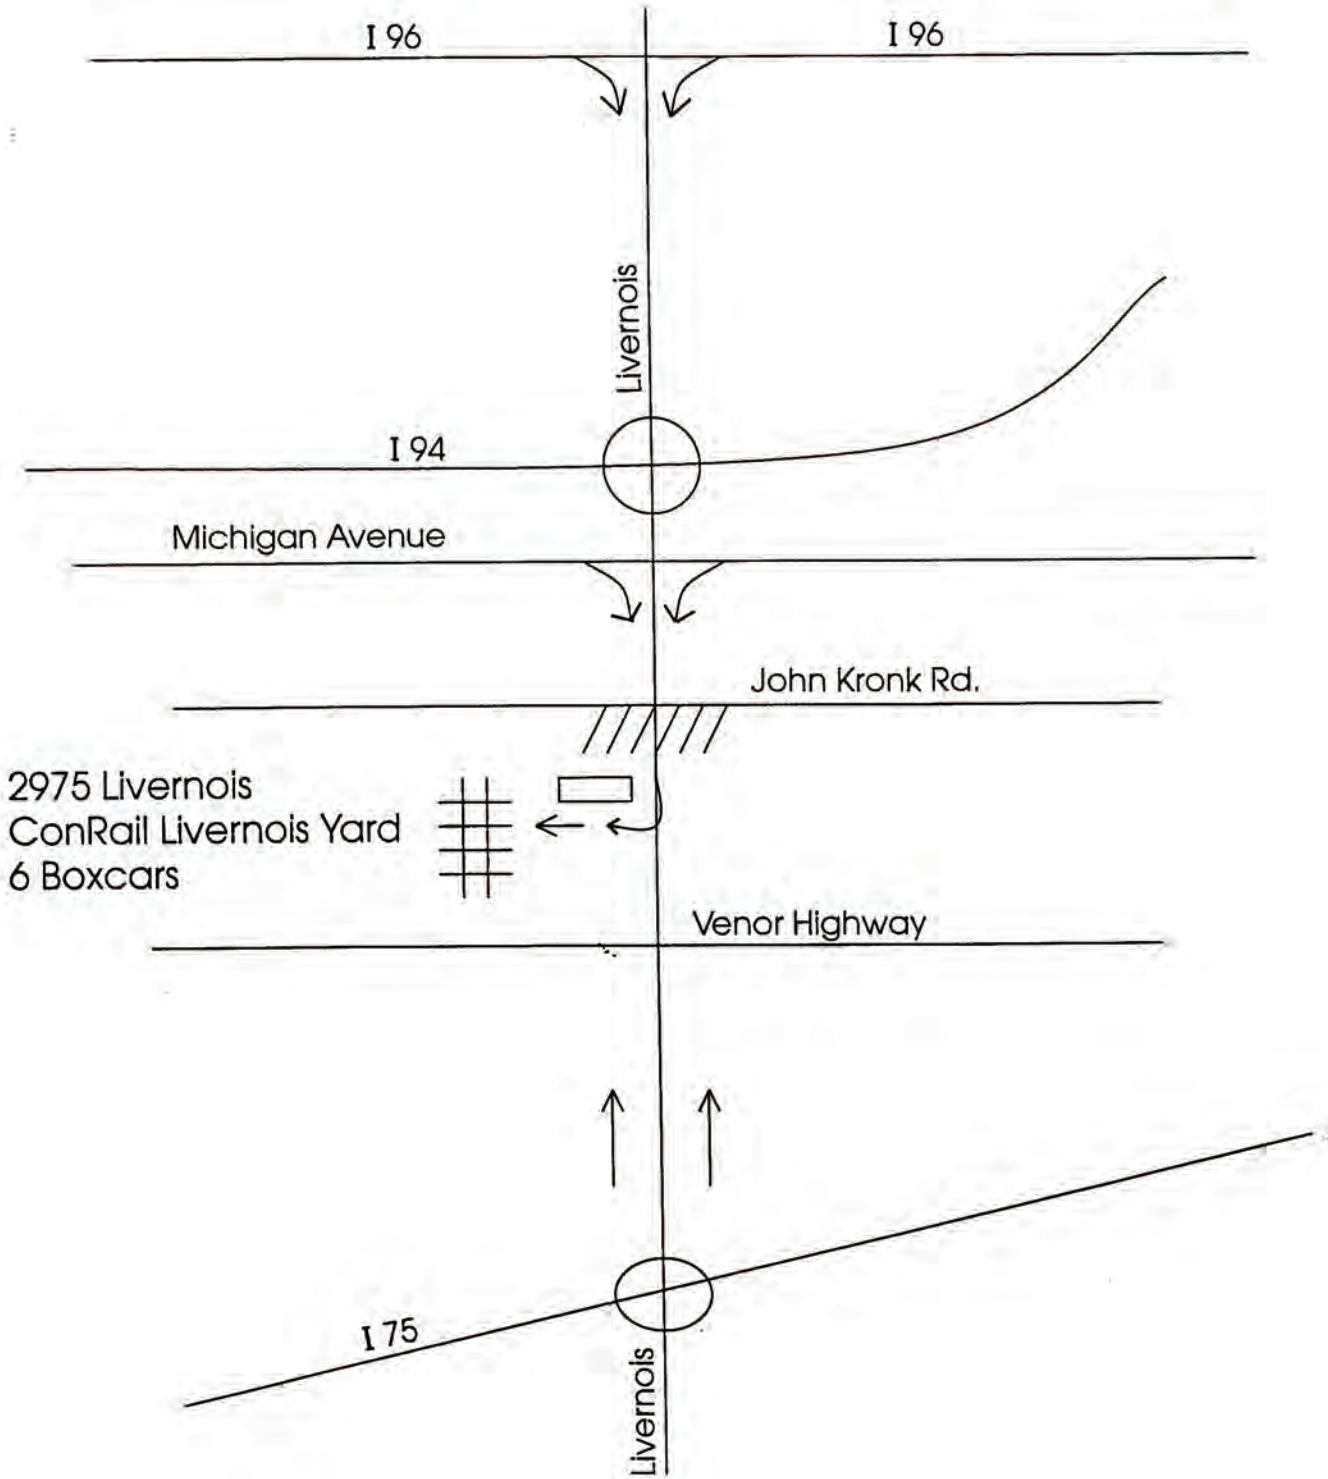 I 96
I 96
Livernois
I 94
Michigan Avenue
John Kronk Rd.
2975 Livernois
ConRail Livernois Yard
6 Boxcars
Venor Highway
I 75
Livernois